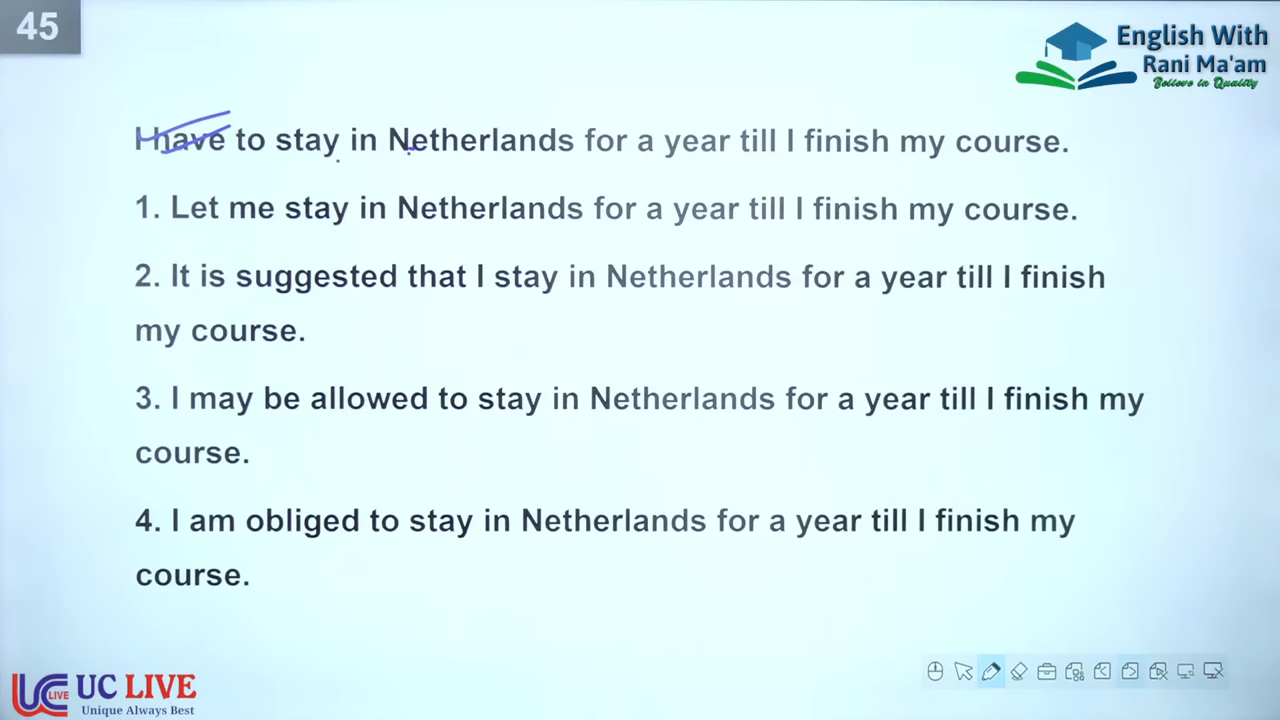 45
English With
Rani Ma'am
Believe in Quality
I have to stay in Netherlands for a year till I finish my course.
1. Let me stay in Netherlands for a year till I finish my course.
2. It is suggested that I stay in Netherlands for a year till I finish
my course.
3. I may be allowed to stay in Netherlands for a year till I finish my
course.
4. I am obliged to stay in Netherlands for a year till I finish my
course.
UC LIVE UC LIVE
Unique Always Best